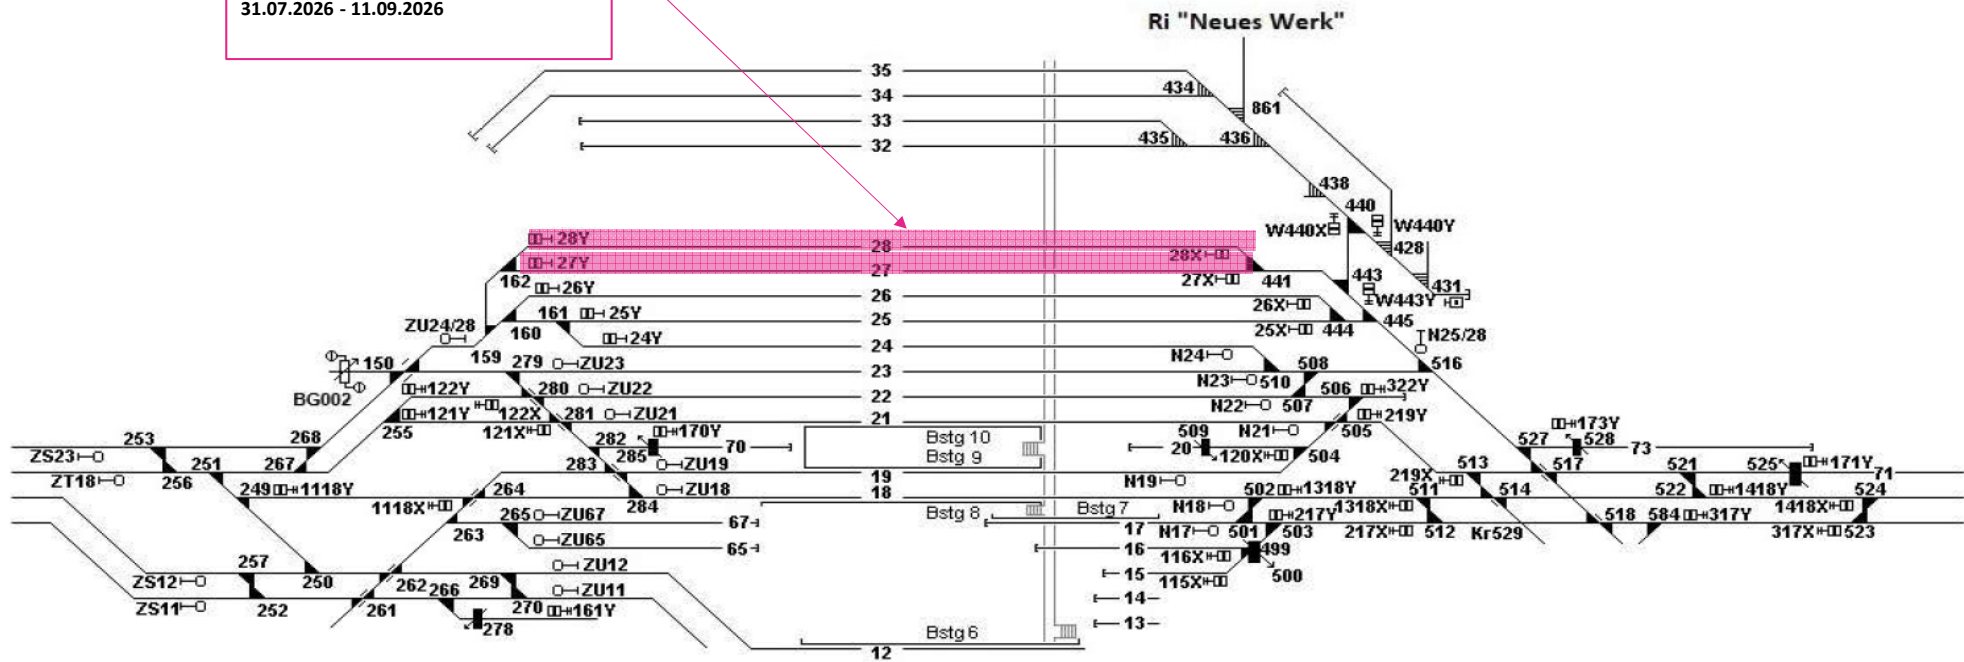 31.07.2026 - 11.09.2026
Ri "Neues Werk"
35
34
434
861
33
435
436
32
438
440
W440X
W440Y
28Y
28
28X
428
27Y
27
27X
441
443
431
162
26Y
26
26X
W443Y
161
25Y
25
25X
444
445
ZU24/28
160
24Y
24
N24
508
N25/28
150
159
279
ZU23
23
N23
510
516
BG002
122Y
280
ZU22
22
N22
507
506
322Y
121Y
122X
281
ZU21
21
N21
505
219Y
255
121X
282
170Y
70
Bstg 10
Bstg 9
20
509
120X
504
527
173Y
528
73
253
268
ZS23
251
267
285
ZU19
283
19
N19
219X
513
517
521
525
171Y
71
ZT18
256
249
1118Y
264
ZU18
18
502
1318Y
511
514
522
1418Y
524
1118X
284
265
ZU67
67
Bstg 8
Bstg 7
17
N18
217Y
1318X
518
584
317Y
1418X
263
ZU65
65
N17
501
503
217X
512
Kr529
317X
523
16
116X
499
257
250
262
269
ZU12
15
115X
500
ZS12
266
ZU11
14
ZS11
252
261
270
161Y
278
13
Bstg 6
12